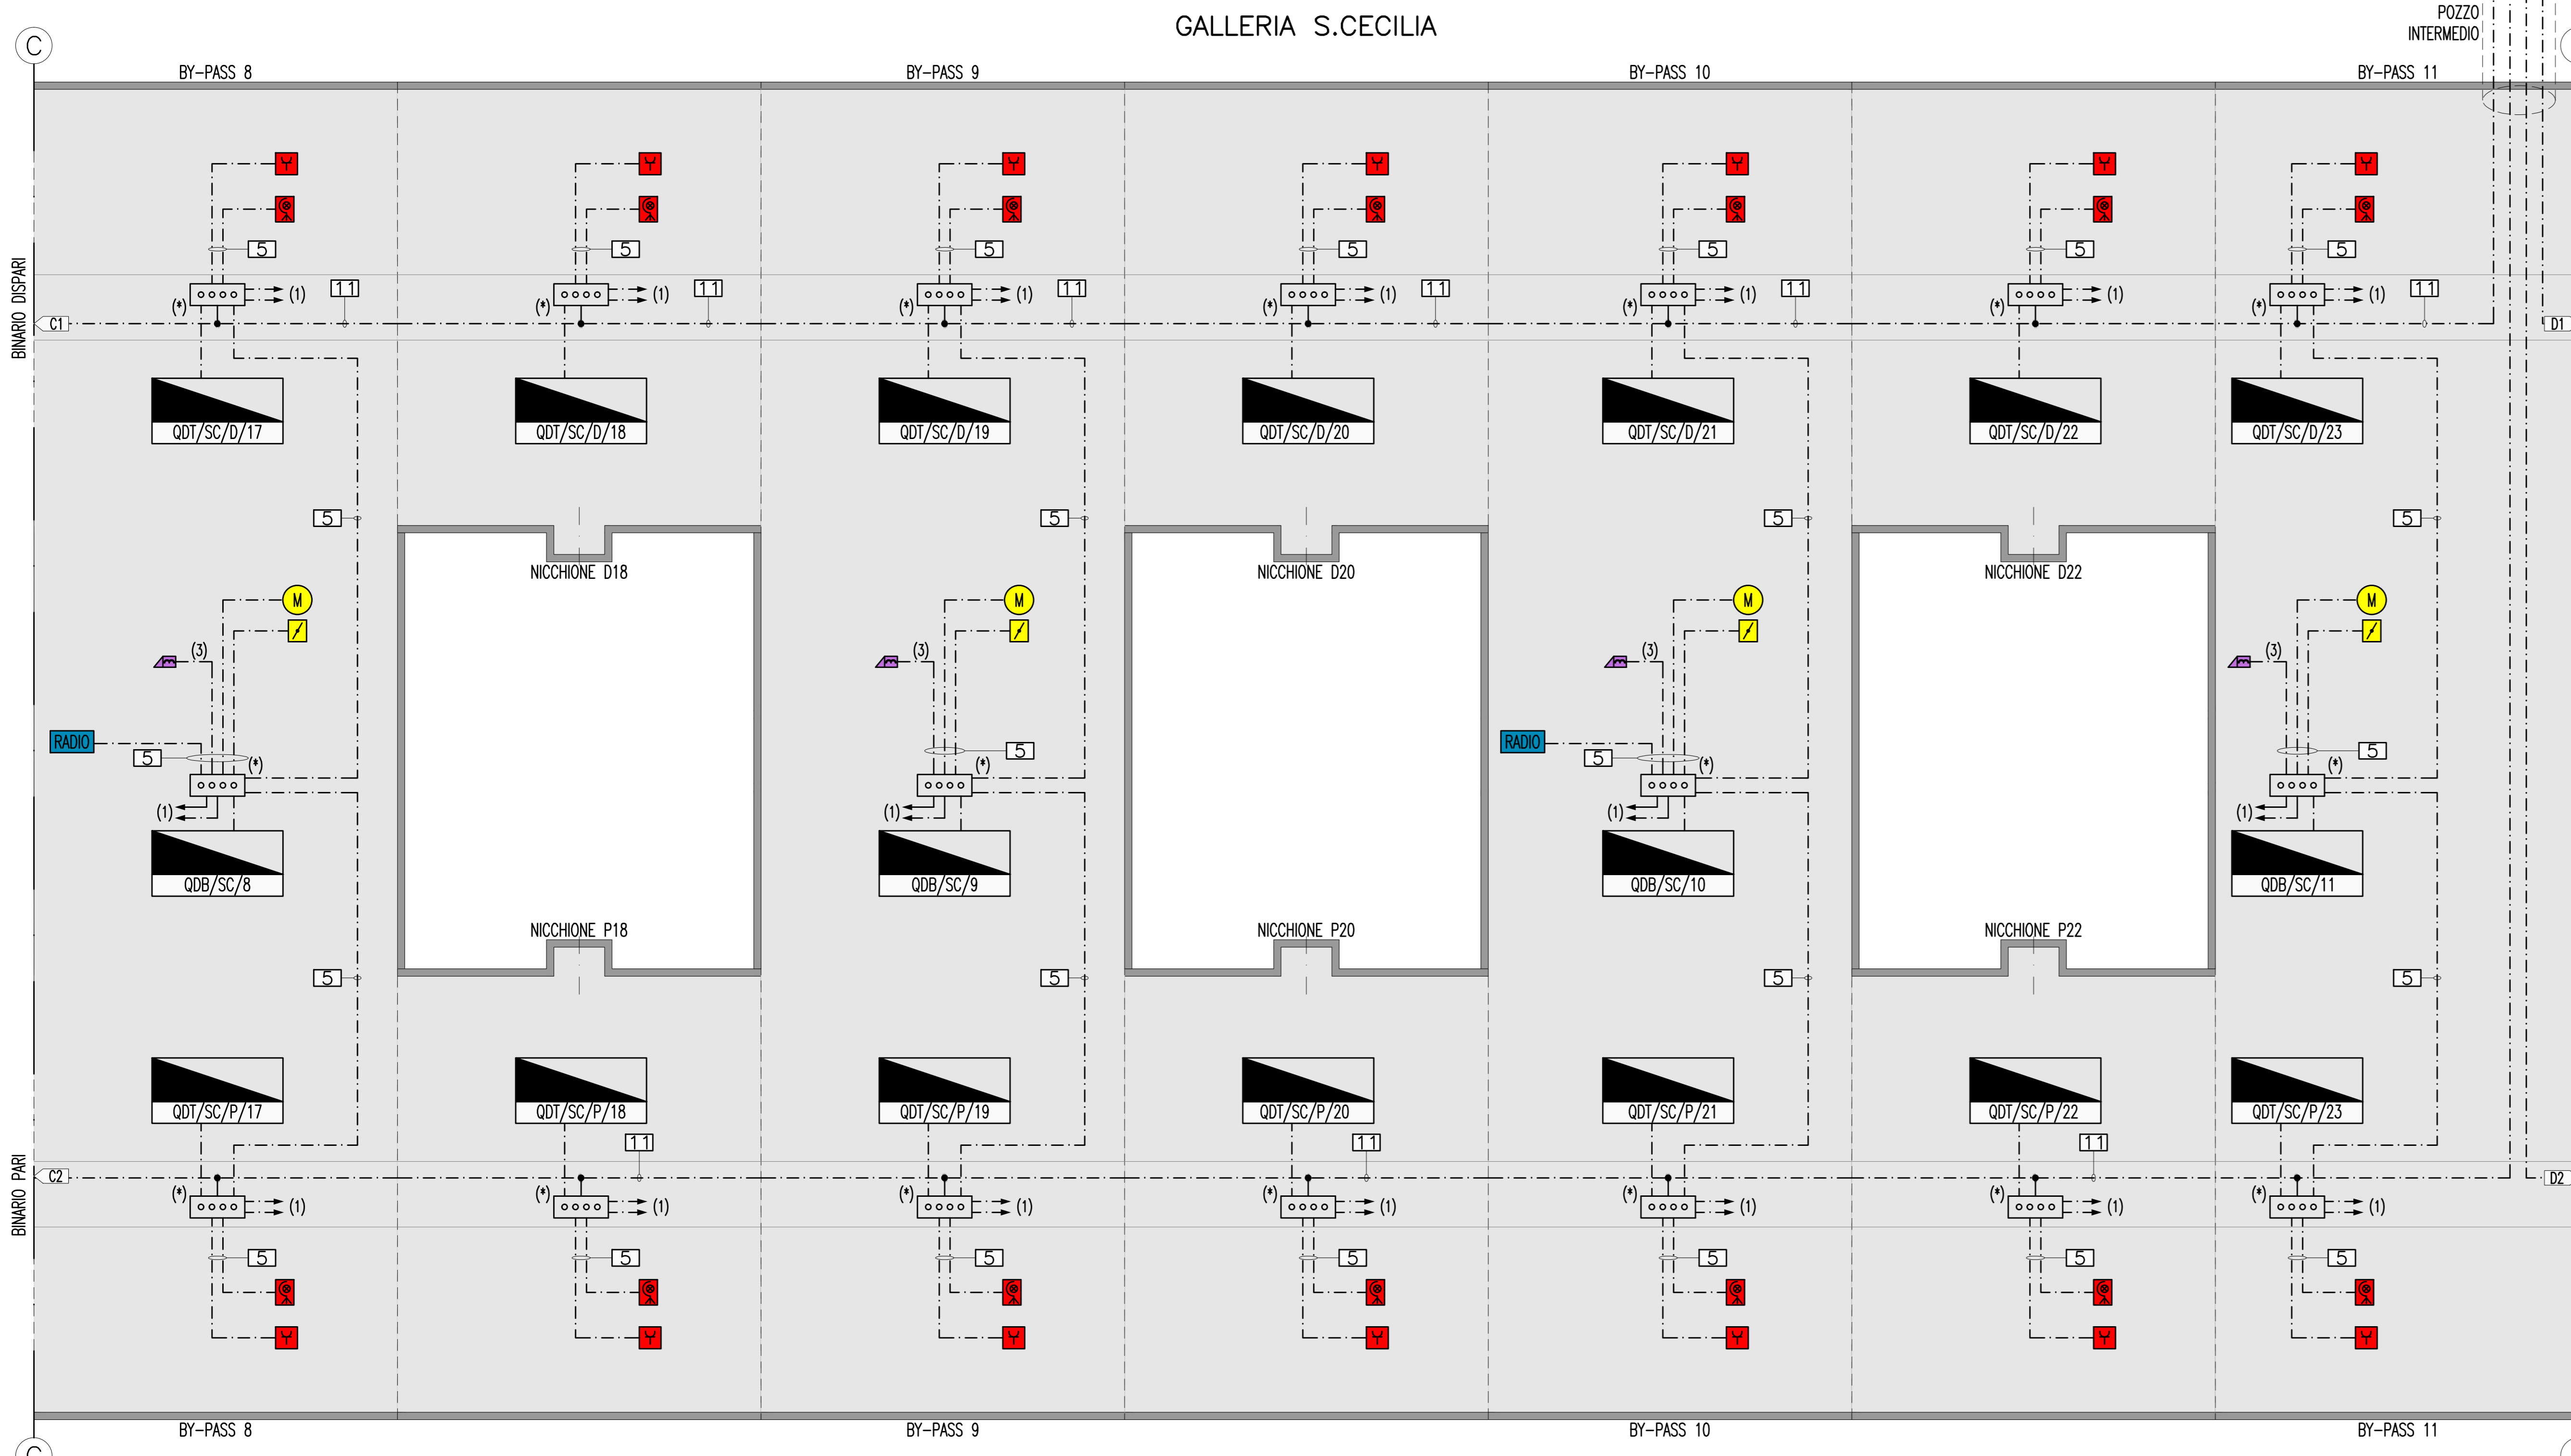 GALLERIA S.CECILIA
POZZO
INTERMEDIO
C
BY-PASS 8
BY-PASS 9
BY-PASS 10
BY-PASS 11
5
5
5
5
5
5
5
BINARIO DISPARI
(*) (1) 11
(*) (1) 11
(*) (1) 11
(*) (1) 11
(*) (1) 11
(*) (1)
(*) (1) 11
C1
D1
QDT/SC/D/17
QDT/SC/D/18
QDT/SC/D/19
QDT/SC/D/20
QDT/SC/D/21
QDT/SC/D/22
QDT/SC/D/23
5
5
5
5
NICCHIONE D18
NICCHIONE D20
NICCHIONE D22
M
M
M
M
(3)
(3)
(3)
(3)
RADIO
RADIO
5 (*)
5 (*)
5 (*)
5 (*)
(1)
(1)
(1)
(1)
QDB/SC/8
QDB/SC/9
QDB/SC/10
QDB/SC/11
NICCHIONE P18
NICCHIONE P20
NICCHIONE P22
5
5
5
5
QDT/SC/P/17
QDT/SC/P/18
QDT/SC/P/19
QDT/SC/P/20
QDT/SC/P/21
QDT/SC/P/22
QDT/SC/P/23
11
11
11
BINARIO PARI
C2
D2
(*) (1)
(*) (1)
(*) (1)
(*) (1)
(*) (1)
(*) (1)
(*) (1)
5
5
5
5
5
5
5
BY-PASS 8
BY-PASS 9
BY-PASS 10
BY-PASS 11